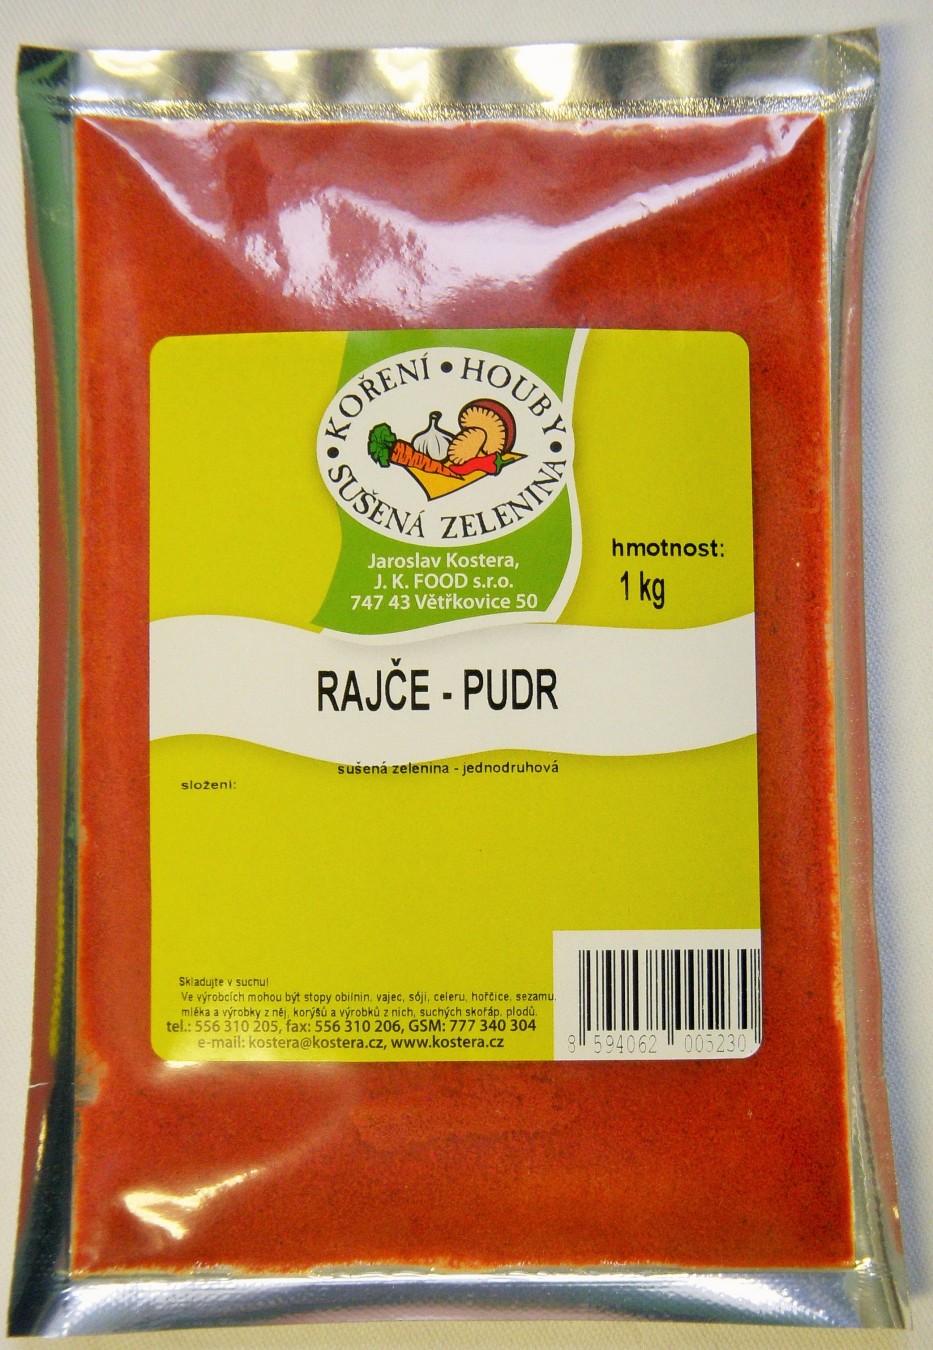 • KOŘENÍ • HOUBY •
SUŠENÁ ZELENINA
Jaroslav Kostera,
J. K. FOOD s.r.o.
747 43 Větřkovice 50
hmotnost:
1 kg
RAJČE - PUDR
sušená zelenina - jednodruhová
složení:
Skladujte v suchu!
Ve výrobcích mohou být stopy obilnin, vajec, sóji, celeru, hořčice, sezamu,
mléka a výrobky z něj, korýšů a výrobků z nich, suchých skořáp. plodů.
tel.: 556 310 205, fax: 556 310 206, GSM: 777 340 304
e-mail: kostera@kostera.cz, www.kostera.cz
8 594062 005230